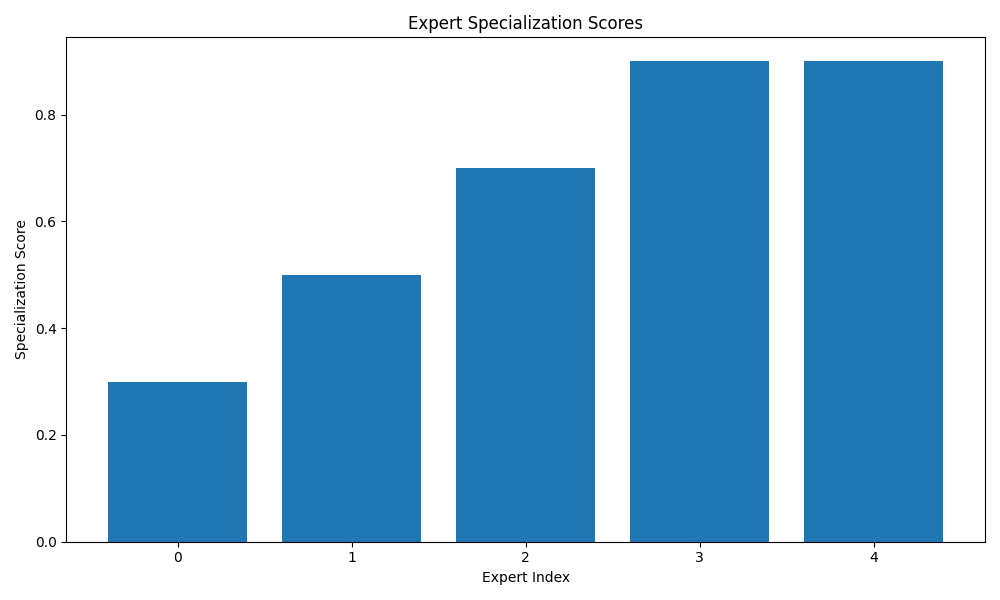 Expert Specialization Scores
Specialization Score
0.8
0.6
0.4
0.2
0.0
0 1 2 3 4
Expert Index